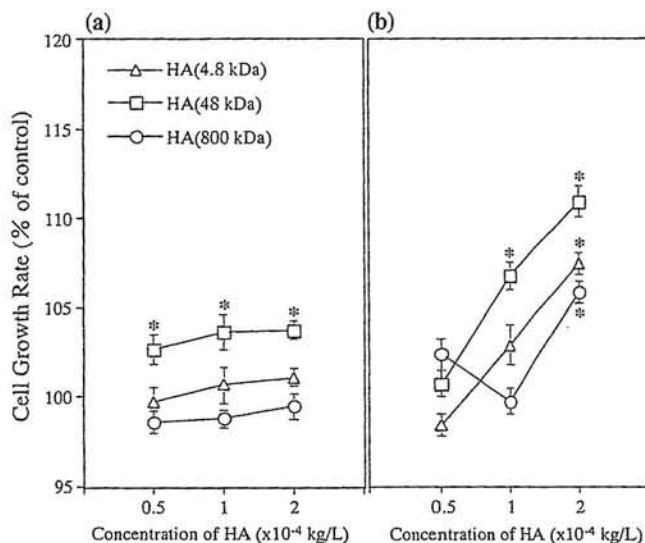 (a)
(b)
120
115
110
105
100
95
Cell Growth Rate (% of control)
HA(4.8 kDa)
HA(48 kDa)
HA(800 kDa)
* * *
* * * *
0.5 1 2
0.5 1 2
Concentration of HA (x10⁻⁴ kg/L)
Concentration of HA (x10⁻⁴ kg/L)